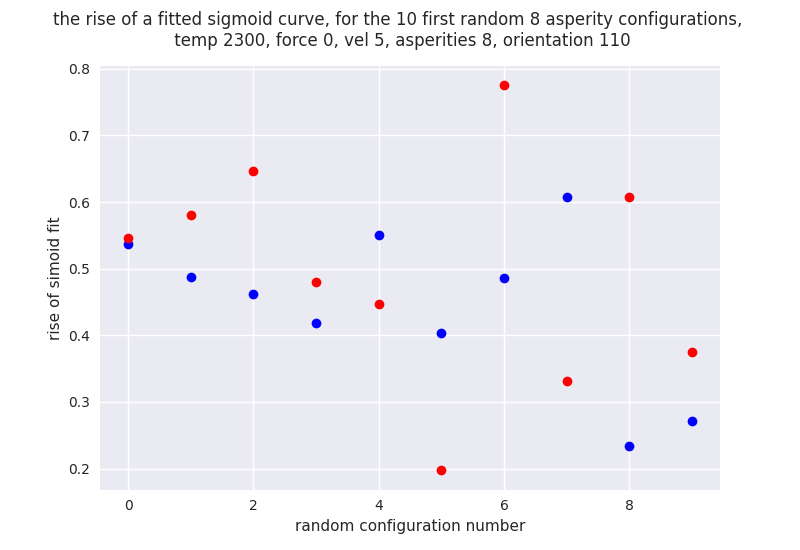 the rise of a fitted sigmoid curve, for the 10 first random 8 asperity configurations,
temp 2300, force 0, vel 5, asperities 8, orientation 110
0.8
0.7
0.6
0.5
0.4
0.3
0.2
rise of simoid fit
0 2 4 6 8
random configuration number